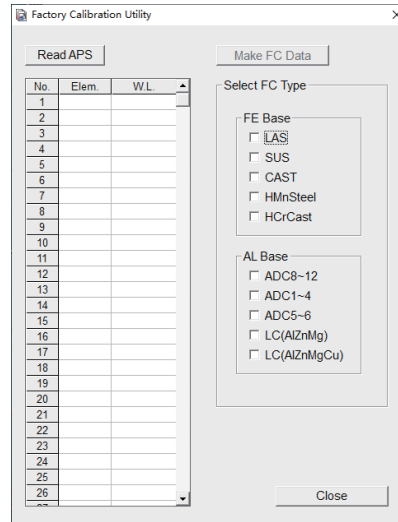 Factory Calibration Utility
Read APS
Make FC Data
No. Elem. W.L.
1
2
3
4
5
6
7
8
9
10
11
12
13
14
15
16
17
18
19
20
21
22
23
24
25
26
Select FC Type
FE Base
LAS
SUS
CAST
HMnSteel
HCrCast
AL Base
ADC8~12
ADC1~4
ADC5~6
LC(AlZnMg)
LC(AlZnMgCu)
Close